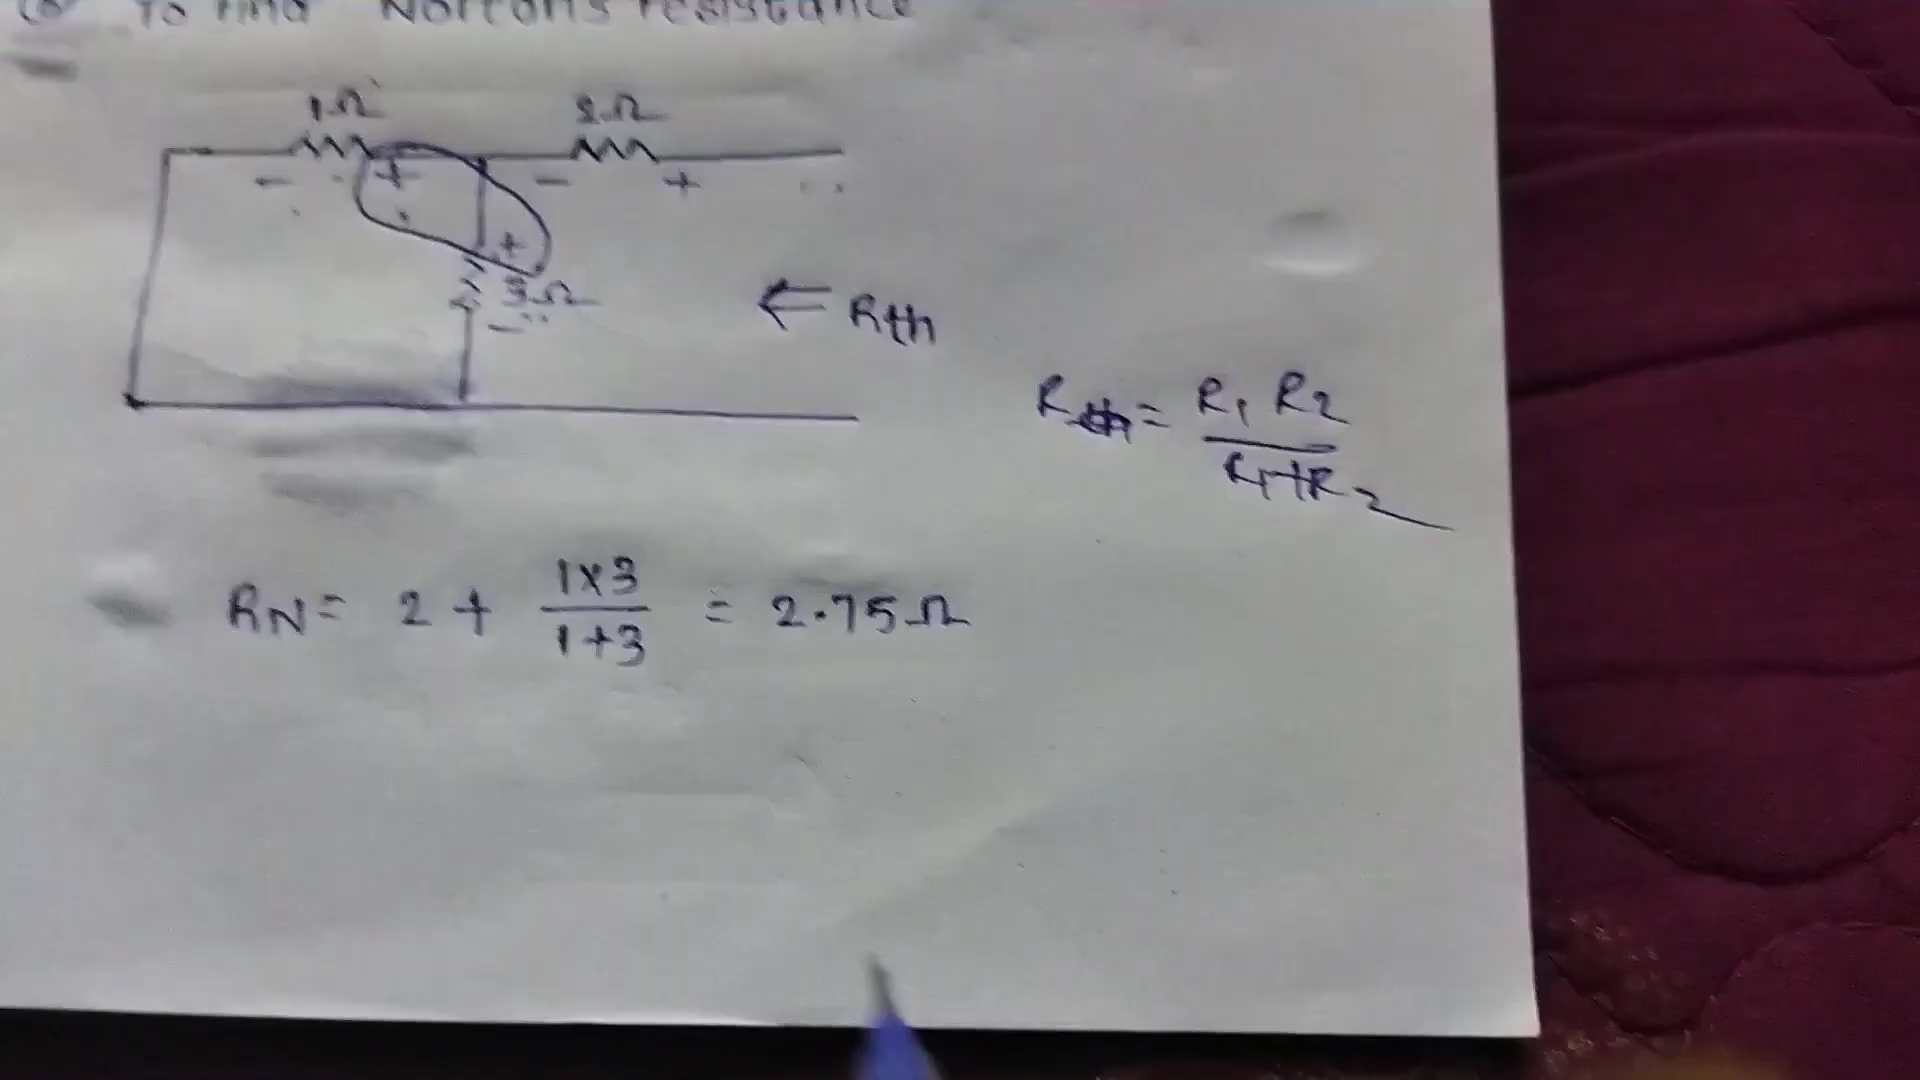 To find Norton's resistance
1Ω 2Ω
- + - +
+
3Ω
-
← Rth
Rth = R1 R2
R1+R2
RN = 2 + 1×3 = 2.75Ω
1+3